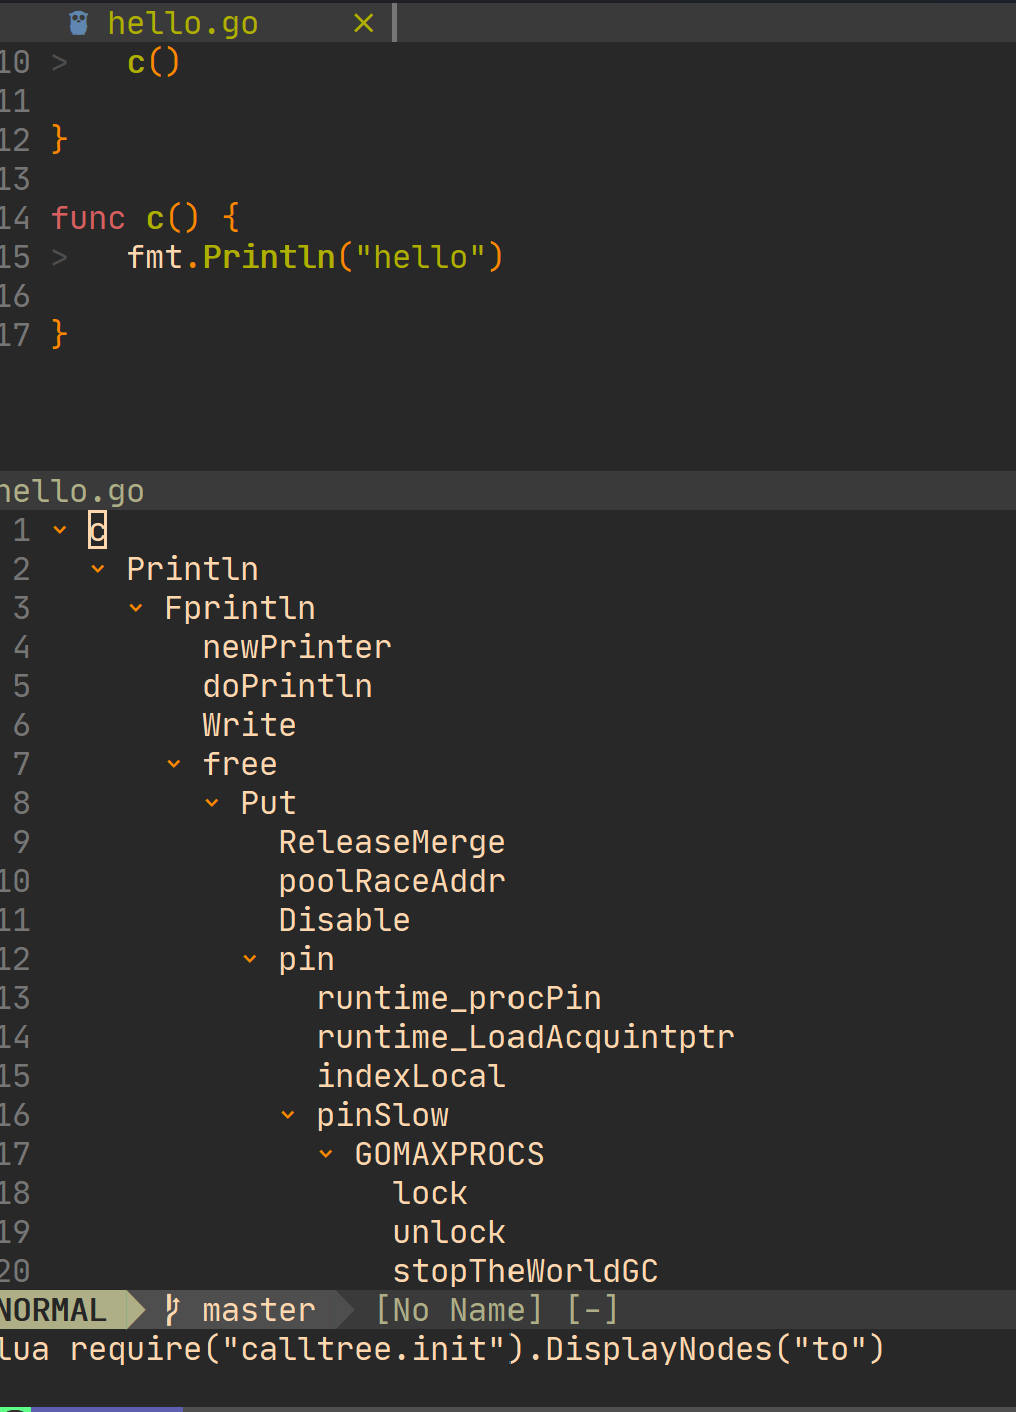 hello.go ×
10 > c()
11
12 }
13
14 func c() {
15 > fmt.Println("hello")
16
17 }
hello.go
1 ⌄ c
2 ⌄ Println
3 ⌄ Fprintln
4 newPrinter
5 doPrintln
6 Write
7 ⌄ free
8 ⌄ Put
9 ReleaseMerge
10 poolRaceAddr
11 Disable
12 ⌄ pin
13 runtime_procPin
14 runtime_LoadAcquintptr
15 indexLocal
16 ⌄ pinSlow
17 ⌄ GOMAXPROCS
18 lock
19 unlock
20 stopTheWorldGC
NORMAL master [No Name] [-]
lua require("calltree.init").DisplayNodes("to")